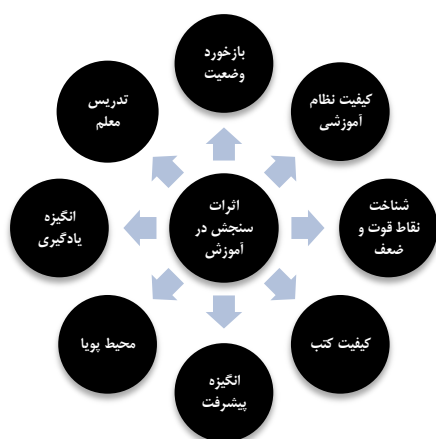 بازخورد
وضعیت
کیفیت نظام
آموزشی
شناخت
نقاط قوت و
ضعف
کیفیت کتب
انگیزه
پیشرفت
محیط پویا
انگیزه
یادگیری
تدریس
معلم
اثرات
سنجش در
آموزش